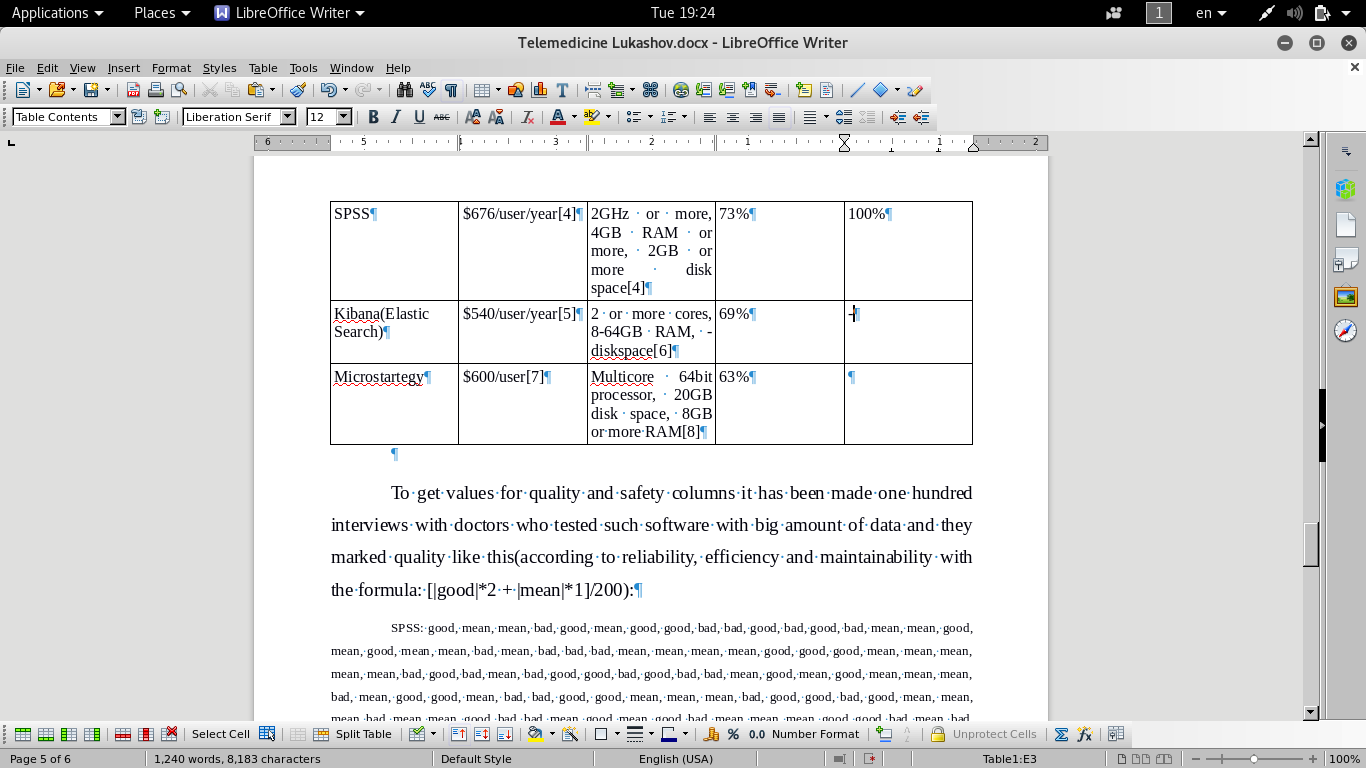 Applications Places LibreOffice Writer Tue 19:24 1 en
Telemedicine Lukashov.docx - LibreOffice Writer
File Edit View Insert Format Styles Table Tools Window Help
Table Contents Liberation Serif 12
6 5 4 3 2 1 1 2
SPSS¶ $676/user/year[4]¶ 2GHz · or · more, 73%¶ 100%¶
4GB · RAM · or
more, · 2GB · or
more · disk
space[4]¶
Kibana(Elastic $540/user/year[5]¶ 2 · or · more cores, 69%¶ -¶
Search)¶ 8-64GB · RAM, · -
diskspace[6]¶
Microstartegy¶ $600/user[7]¶ Multicore · 64bit 63%¶ ¶
processor, · 20GB
disk · space, · 8GB
or·more·RAM[8]¶
¶
To·get·values·for·quality·and·safety·columns·it·has·been·made·one·hundred
interviews·with·doctors·who·tested·such·software·with·big·amount·of·data·and·they
marked·quality·like·this(according·to·reliability,·efficiency·and·maintainability·with
the·formula:·[|good|*2·+·|mean|*1]/200):¶
SPSS:·good,·mean,·mean,·bad,·good,·mean,·good,·good,·bad,·bad,·good,·bad,·good,·bad,·mean,·mean,·good,
mean,·good,·mean,·bad,·mean,·bad,·bad,·bad,·mean,·mean,·mean,·mean,·good,·good,·good,·mean,·mean,·mean,
mean,·mean,·bad,·good,·bad,·mean,·bad,·good,·good,·bad,·good,·bad,·bad,·mean,·good,·mean,·good,·mean,·mean,
bad,·mean,·good,·good,·mean,·bad,·bad,·good,·good,·mean,·mean,·mean,·bad,·good,·good,·bad,·good,·mean,·mean,
Select Cell Split Table % 0.0 Number Format Unprotect Cells
Page 5 of 6 1,240 words, 8,183 characters Default Style English (USA) Table1:E3 100%